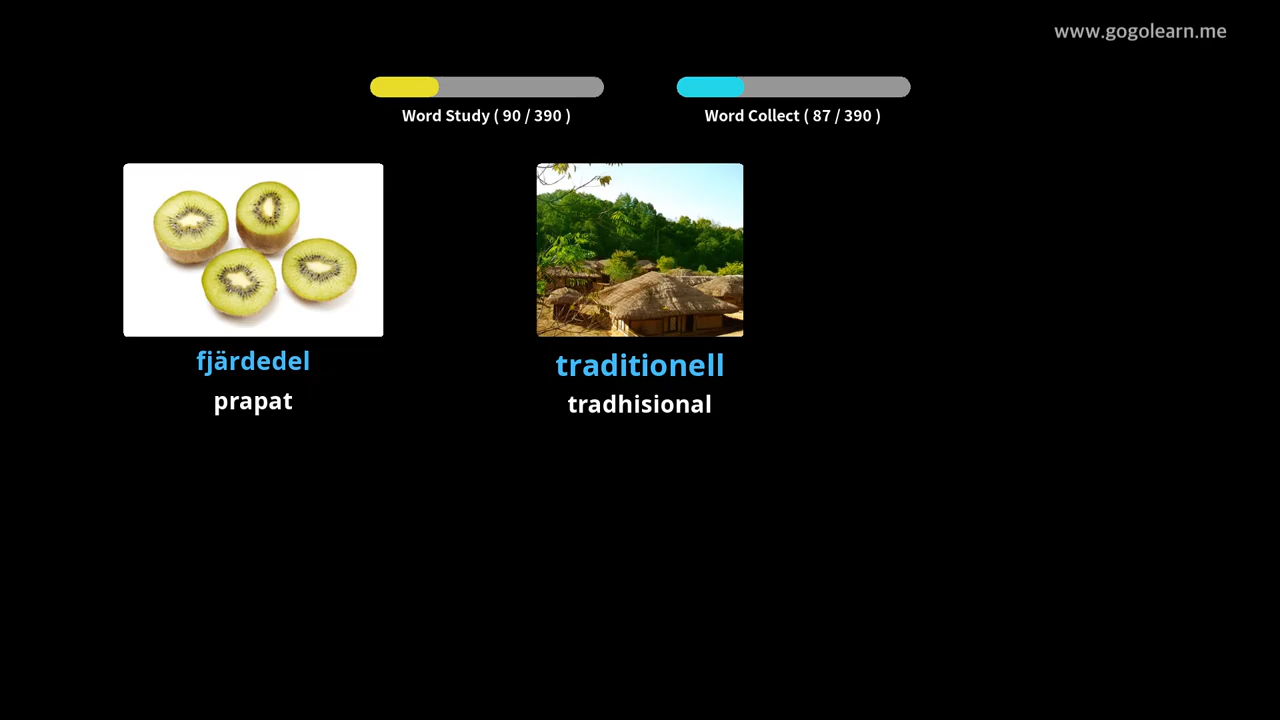 www.gogolearn.me
Word Study ( 90 / 390 )
Word Collect ( 87 / 390 )
fjärdedel
prapat
traditionell
tradhisional